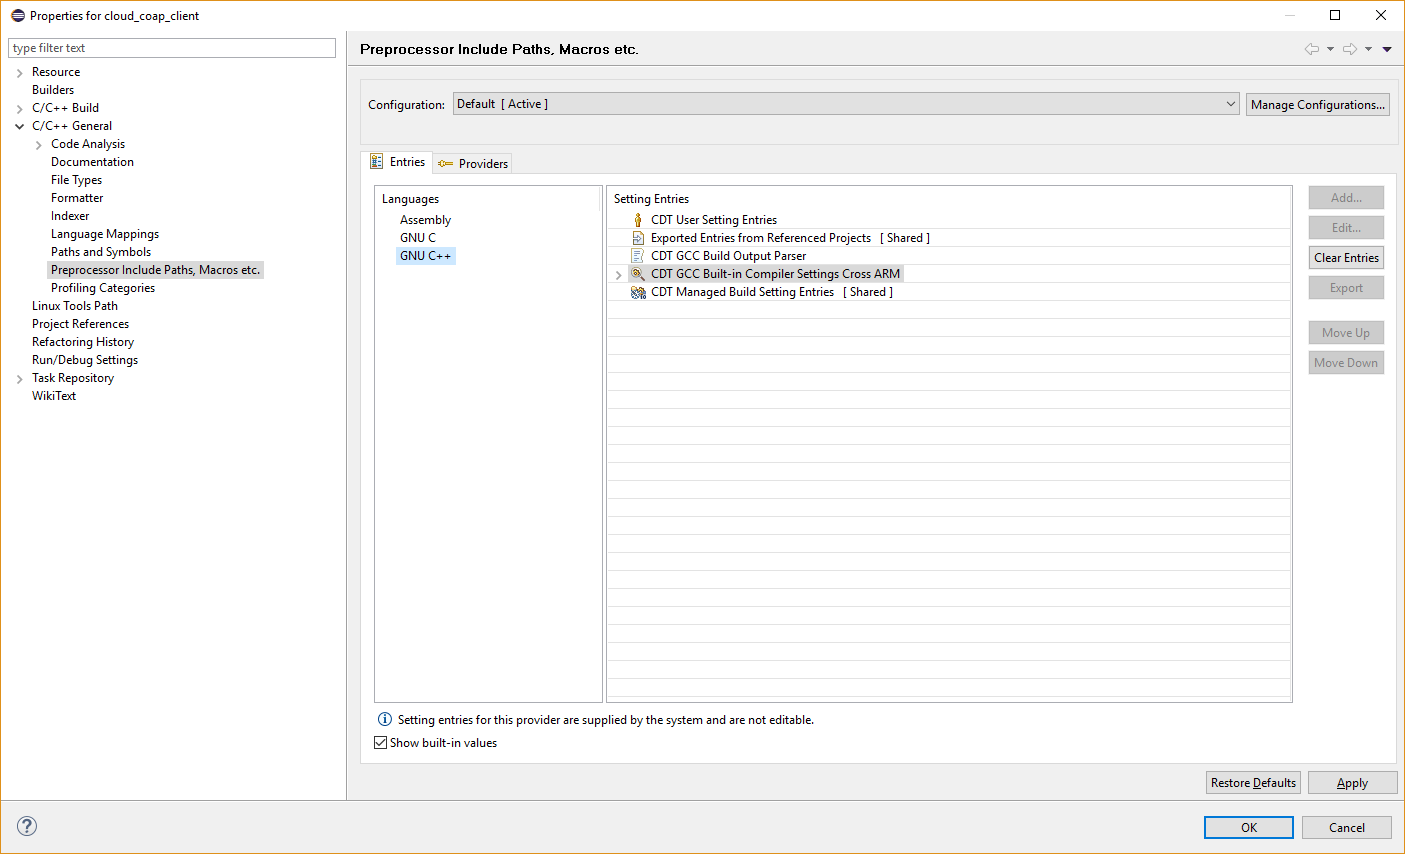 Properties for cloud_coap_client
type filter text
Resource
Builders
C/C++ Build
C/C++ General
Code Analysis
Documentation
File Types
Formatter
Indexer
Language Mappings
Paths and Symbols
Preprocessor Include Paths, Macros etc.
Profiling Categories
Linux Tools Path
Project References
Refactoring History
Run/Debug Settings
Task Repository
WikiText
Preprocessor Include Paths, Macros etc.
Configuration: Default [ Active ] Manage Configurations...
Entries Providers
Languages
Assembly
GNU C
GNU C++
Setting Entries
CDT User Setting Entries
Exported Entries from Referenced Projects [ Shared ]
CDT GCC Build Output Parser
CDT GCC Built-in Compiler Settings Cross ARM
CDT Managed Build Setting Entries [ Shared ]
Add...
Edit...
Clear Entries
Export
Move Up
Move Down
Setting entries for this provider are supplied by the system and are not editable.
Show built-in values
Restore Defaults Apply
OK Cancel